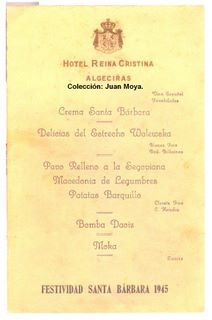 HOTEL REINA CRISTINA
ALGECIRAS
Colección: Juan Moya.
Crema Santa Bárbara
Delicias del Estrecho Walewska
Pavo Relleno a la Segoviana
Macedonia de Legumbres
Patatas Barquillo
Bomba Daoiz
Moka
FESTIVIDAD SANTA BÁRBARA 1945